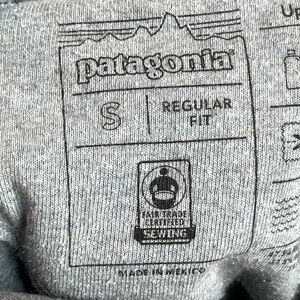 patagonia®
S
REGULAR
FIT
FAIR TRADE
CERTIFIED
SEWING
MADE IN MEXICO